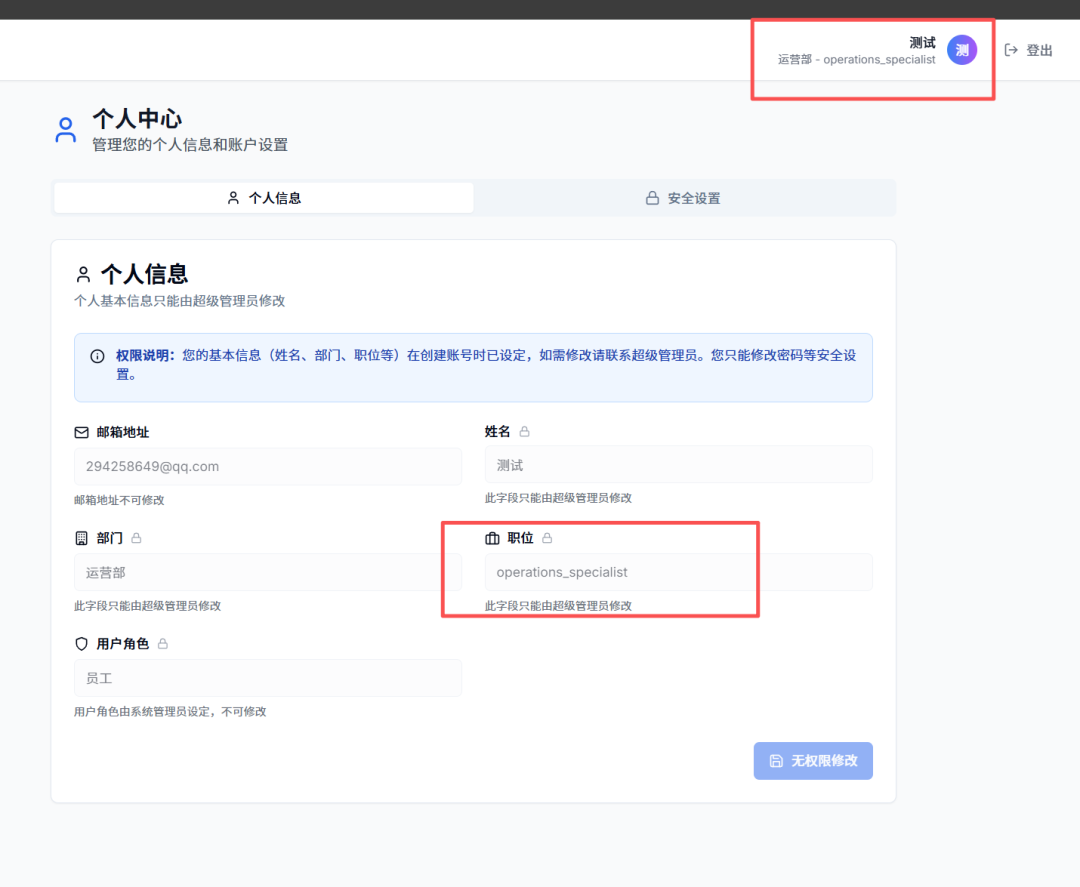 测试
运营部 - operations_specialist
测
登出
个人中心
管理您的个人信息和账户设置
个人信息
安全设置
个人信息
个人基本信息只能由超级管理员修改
权限说明：您的基本信息（姓名、部门、职位等）在创建账号时已设定，如需修改请联系超级管理员。您只能修改密码等安全设
置。
邮箱地址
294258649@qq.com
邮箱地址不可修改
姓名
测试
此字段只能由超级管理员修改
部门
运营部
此字段只能由超级管理员修改
职位
operations_specialist
此字段只能由超级管理员修改
用户角色
员工
用户角色由系统管理员设定，不可修改
无权限修改